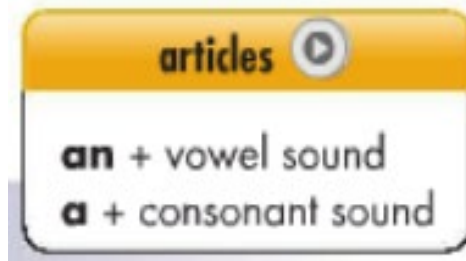 articles
an + vowel sound
a + consonant sound